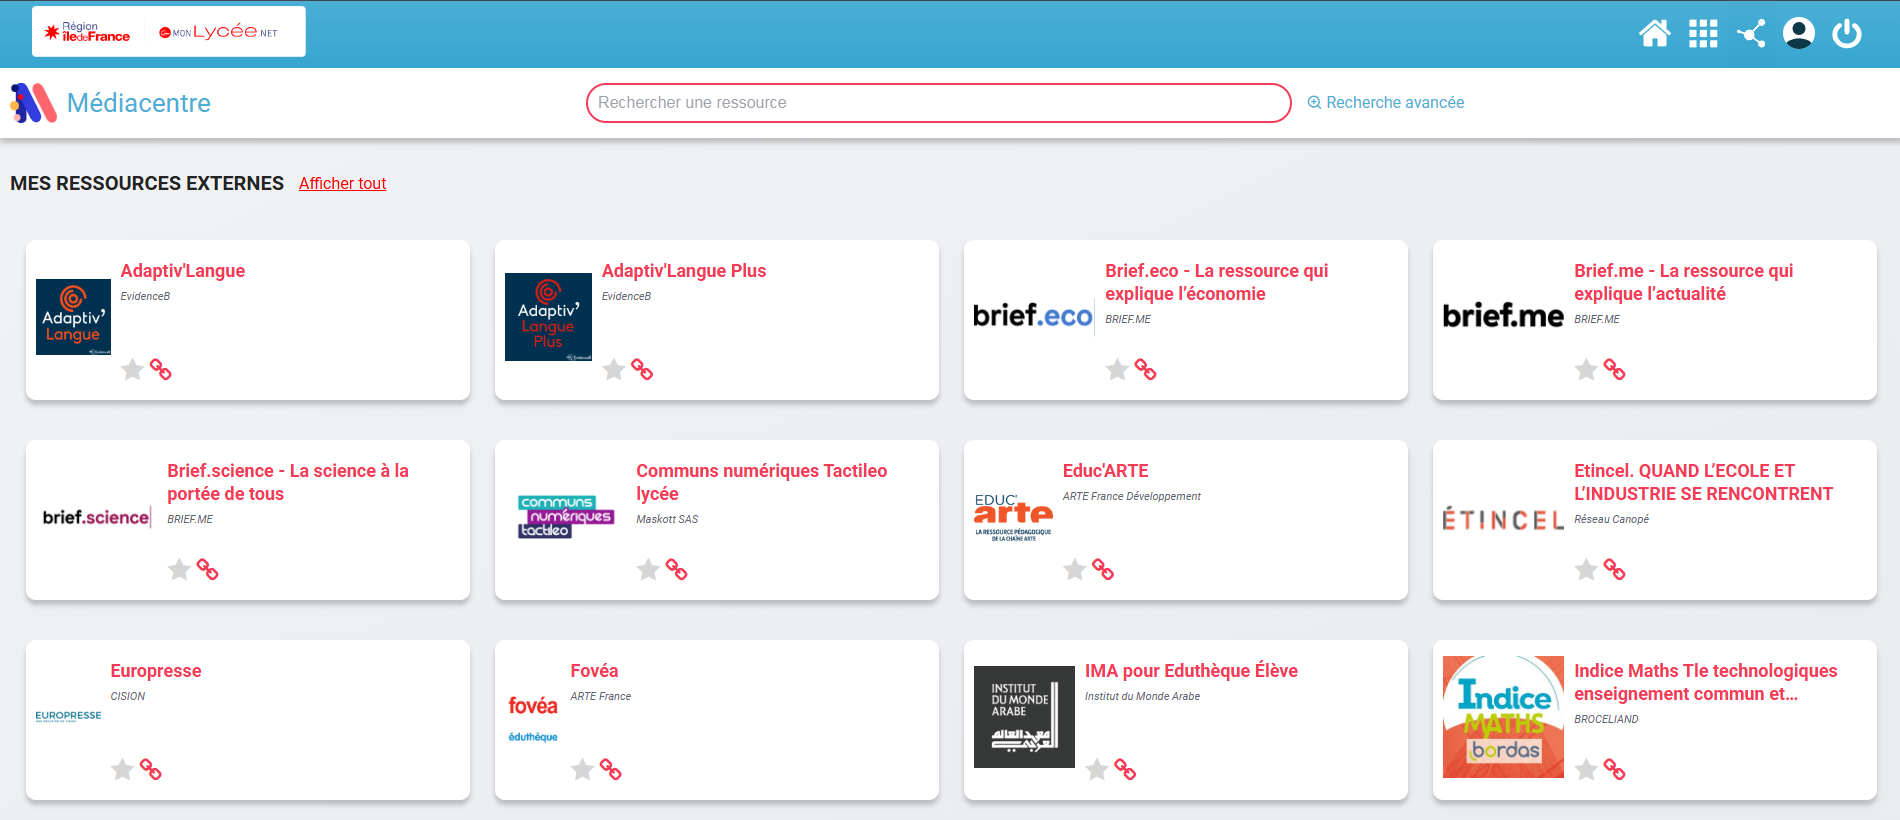 Région
îledeFrance
MON Lycée.NET
Médiacentre
Rechercher une ressource
Recherche avancée
MES RESSOURCES EXTERNES Afficher tout
Adaptiv'
Langue
Adaptiv'Langue
EvidenceB
Adaptiv'
Langue
Plus
EvidenceB
Adaptiv'Langue Plus
EvidenceB
brief.eco
Brief.eco - La ressource qui
explique l’économie
BRIEF.ME
brief.me
Brief.me - La ressource qui
explique l’actualité
BRIEF.ME
brief.science
Brief.science - La science à la
portée de tous
BRIEF.ME
communs
numériques
tactileo
Communs numériques Tactileo
lycée
Maskott SAS
EDUC'
arte
LA RESSOURCE PÉDAGOGIQUE
DE LA CHAÎNE ARTE
Educ'ARTE
ARTE France Développement
ÉTINCEL
Etincel. QUAND L’ECOLE ET
L’INDUSTRIE SE RENCONTRENT
Réseau Canopé
EUROPRESSE
Europresse
CISION
fovéa
éduthèque
Fovéa
ARTE France
INSTITUT
DU MONDE
ARABE
معهد العالم
العربي
IMA pour Eduthèque Élève
Institut du Monde Arabe
Indice
MATHS
bordas
Indice Maths Tle technologiques
enseignement commun et…
BROCELIAND